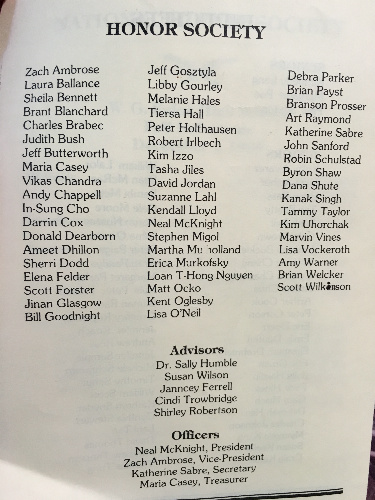 HONOR SOCIETY
Zach Ambrose
Laura Ballance
Sheila Bennett
Brant Blanchard
Charles Brabec
Judith Bush
Jeff Butterworth
Maria Casey
Vikas Chandra
Andy Chappell
In-Sung Cho
Darrin Cox
Donald Dearborn
Ameet Dhillon
Sherri Dodd
Elena Felder
Scott Forster
Jinan Glasgow
Bill Goodnight
Jeff Gosztyla
Libby Gourley
Melanie Hales
Tiersa Hall
Peter Holthausen
Robert Irlbech
Kim Izzo
Tasha Jiles
David Jordan
Suzanne Lahl
Kendall Lloyd
Neal McKnight
Stephen Migol
Martha
Erica Murkofsky
Loan T-Hong Nguyen
Matt Ocko
Kent Oglesby
Lisa O'Neil
Debra Parker
Brian Payst
Branson Prosser
Art Raymond
Katherine Sabre
John Sanford
Robin Schulstad
Byron Shaw
Dana Shute
Kanak Singh
Tammy Taylor
Kim Uhorchak
Marvin Vines
Lisa Vockeroth
Amy Warner
Brian Welcker
Scott Wilkinson
Advisors
Dr. Sally Humble
Susan Wilson
Janncey Ferrell
Cindi Trowbridge
Shirley Robertson
Officers
Neal McKnight, President
Zach Ambrose, Vice-President
Katherine Sabre, Secretary
Maria Casey, Treasurer